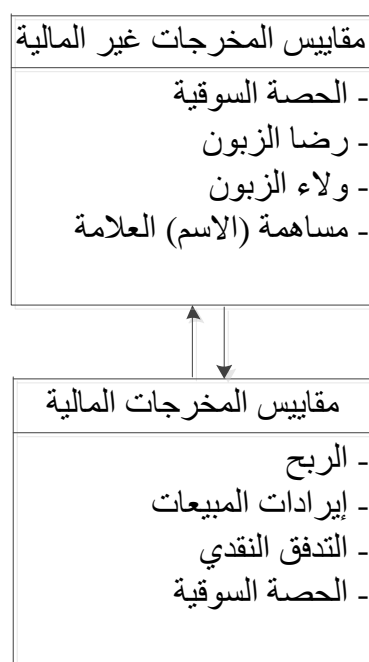 مقاييس المخرجات غير المالية
- الحصة السوقية
- رضا الزبون
- ولاء الزبون
- مساهمة (الاسم) العلامة
مقاييس المخرجات المالية
- الربح
- إيرادات المبيعات
- التدفق النقدي
- الحصة السوقية